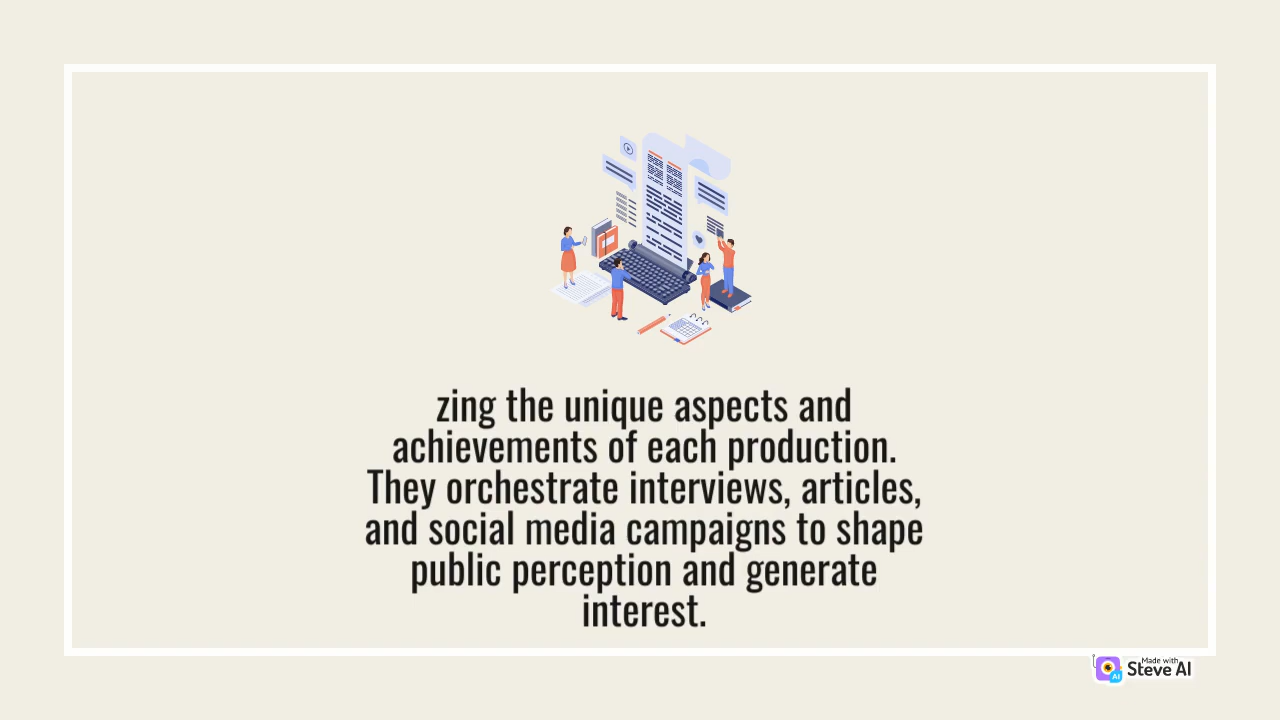 zing the unique aspects and
achievements of each production.
They orchestrate interviews, articles,
and social media campaigns to shape
public perception and generate
interest.
Made with
Steve AI
AI